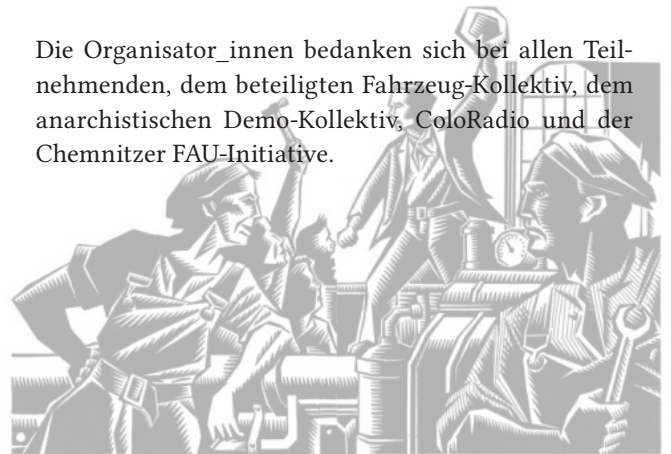 Die Organisator_innen bedanken sich bei allen Teil-
nehmenden, dem beteiligten Fahrzeug-Kollektiv, dem
anarchistischen Demo-Kollektiv, ColoRadio und der
Chemnitzer FAU-Initiative.